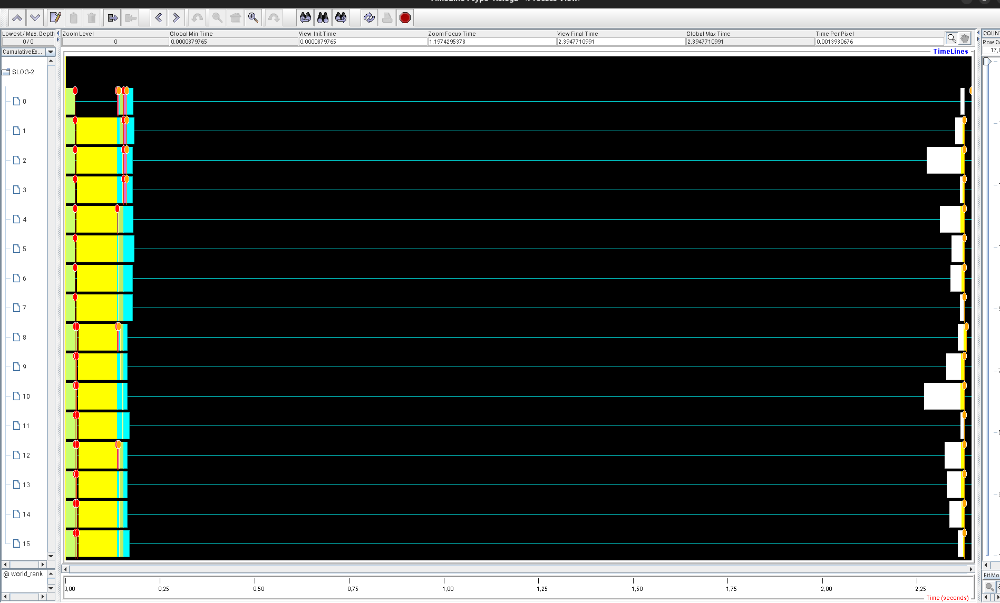 Lowest / Max. Depth
0 / 0
Zoom Level
0
Global Min Time
0,0000879765
View Init Time
0,0000879765
Zoom Focus Time
1,1974295378
View Final Time
2,3947710991
Global Max Time
2,3947710991
Time Per Pixel
0,0013930676
COUN
Row Co
17,0
CumulativeEx...
TimeLines
SLOG-2
0
1
2
3
4
5
6
7
8
9
10
11
12
13
14
15
@ world_rank
0,00
0,25
0,50
0,75
1,00
1,25
1,50
1,75
2,00
2,25
Time (seconds)
Fit Mo